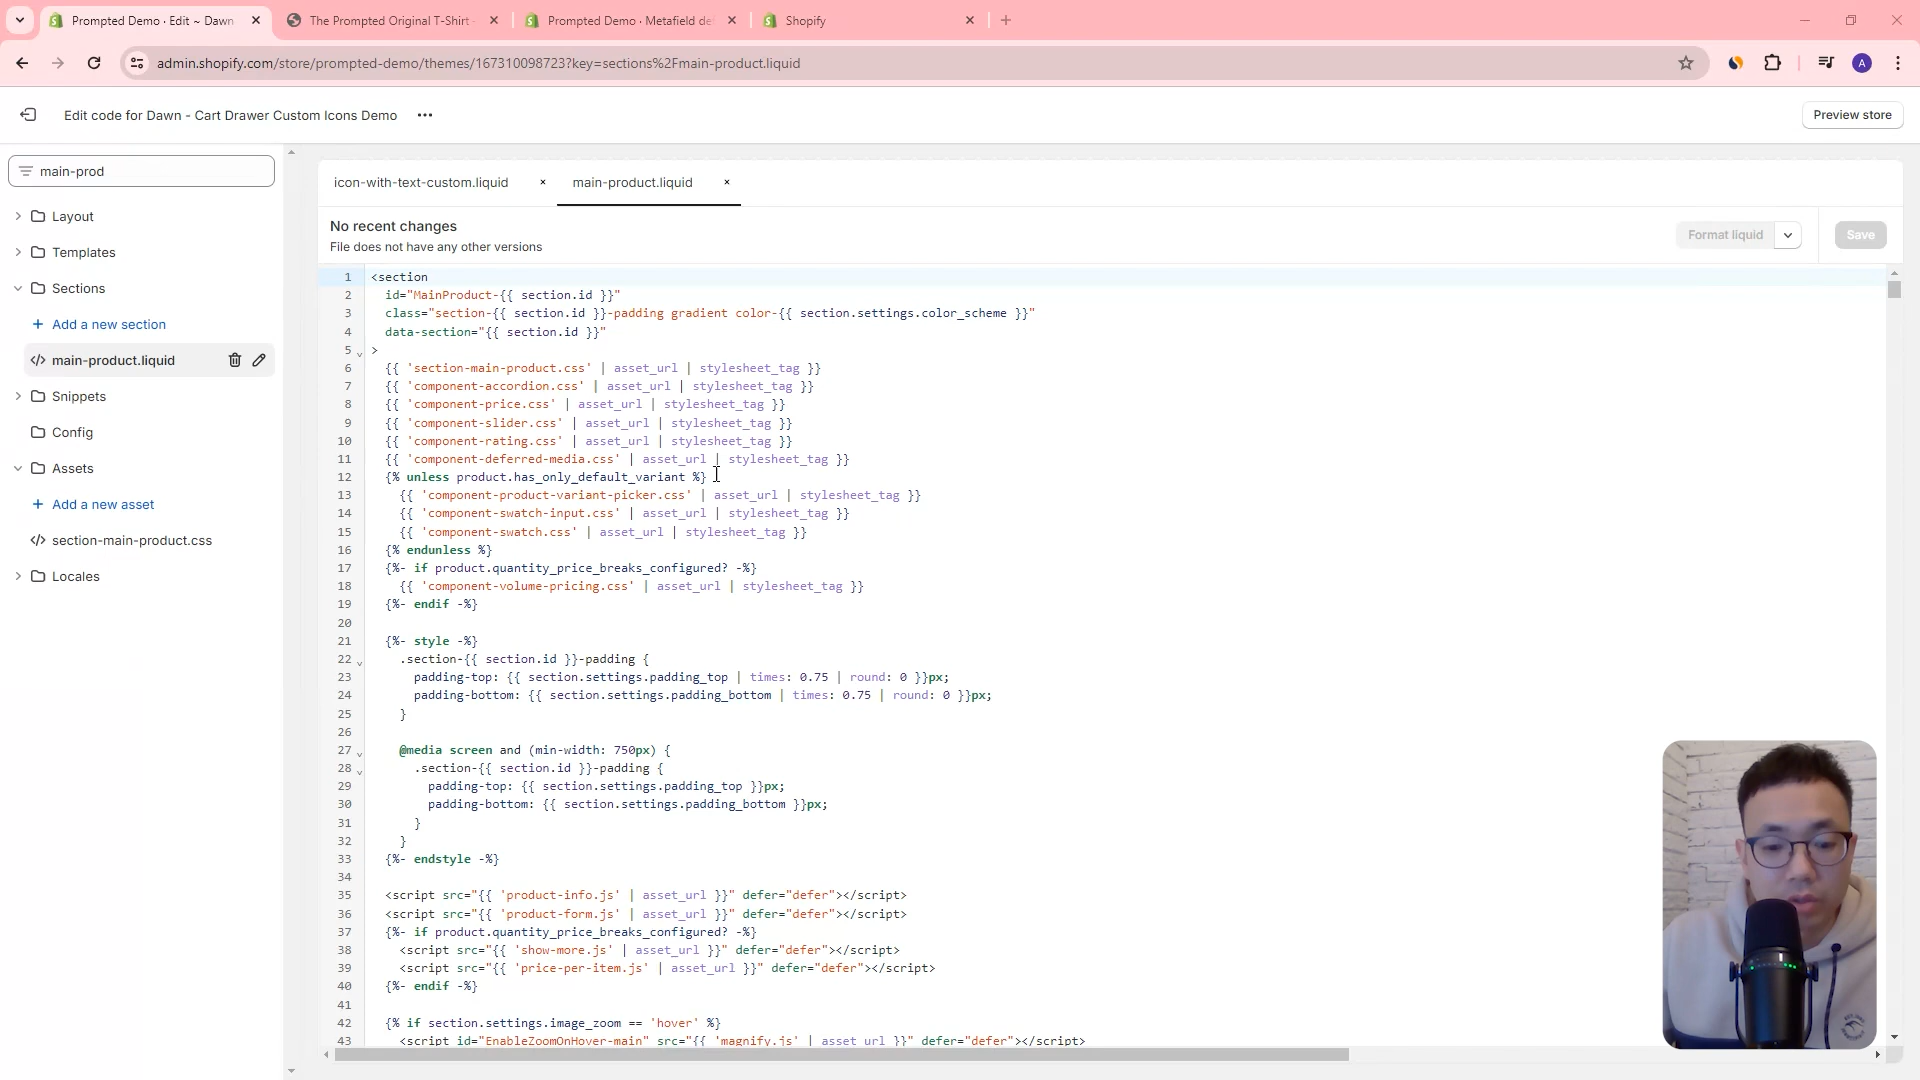 Prompted Demo · Edit ~ Dawn
The Prompted Original T-Shirt
Prompted Demo · Metafield de
Shopify
admin.shopify.com/store/prompted-demo/themes/167310098723?key=sections%2Fmain-product.liquid
A
Edit code for Dawn - Cart Drawer Custom Icons Demo
Preview store
main-prod
Layout
Templates
Sections
Add a new section
main-product.liquid
Snippets
Config
Assets
Add a new asset
section-main-product.css
Locales
icon-with-text-custom.liquid
main-product.liquid
No recent changes
File does not have any other versions
Format liquid
Save
1 <section
2 id="MainProduct-{{ section.id }}"
3 class="section-{{ section.id }}-padding gradient color-{{ section.settings.color_scheme }}"
4 data-section="{{ section.id }}"
5 >
6 {{ 'section-main-product.css' | asset_url | stylesheet_tag }}
7 {{ 'component-accordion.css' | asset_url | stylesheet_tag }}
8 {{ 'component-price.css' | asset_url | stylesheet_tag }}
9 {{ 'component-slider.css' | asset_url | stylesheet_tag }}
10 {{ 'component-rating.css' | asset_url | stylesheet_tag }}
11 {{ 'component-deferred-media.css' | asset_url | stylesheet_tag }}
12 {% unless product.has_only_default_variant %}
13 {{ 'component-product-variant-picker.css' | asset_url | stylesheet_tag }}
14 {{ 'component-swatch-input.css' | asset_url | stylesheet_tag }}
15 {{ 'component-swatch.css' | asset_url | stylesheet_tag }}
16 {% endunless %}
17 {%- if product.quantity_price_breaks_configured? -%}
18 {{ 'component-volume-pricing.css' | asset_url | stylesheet_tag }}
19 {%- endif -%}
20
21 {%- style -%}
22 .section-{{ section.id }}-padding {
23 padding-top: {{ section.settings.padding_top | times: 0.75 | round: 0 }}px;
24 padding-bottom: {{ section.settings.padding_bottom | times: 0.75 | round: 0 }}px;
25 }
26
27 @media screen and (min-width: 750px) {
28 .section-{{ section.id }}-padding {
29 padding-top: {{ section.settings.padding_top }}px;
30 padding-bottom: {{ section.settings.padding_bottom }}px;
31 }
32 }
33 {%- endstyle -%}
34
35 <script src="{{ 'product-info.js' | asset_url }}" defer="defer"></script>
36 <script src="{{ 'product-form.js' | asset_url }}" defer="defer"></script>
37 {%- if product.quantity_price_breaks_configured? -%}
38 <script src="{{ 'show-more.js' | asset_url }}" defer="defer"></script>
39 <script src="{{ 'price-per-item.js' | asset_url }}" defer="defer"></script>
40 {%- endif -%}
41
42 {% if section.settings.image_zoom == 'hover' %}
43 <script id="EnableZoomOnHover-main" src="{{ 'magnify.js' | asset_url }}" defer="defer"></script>